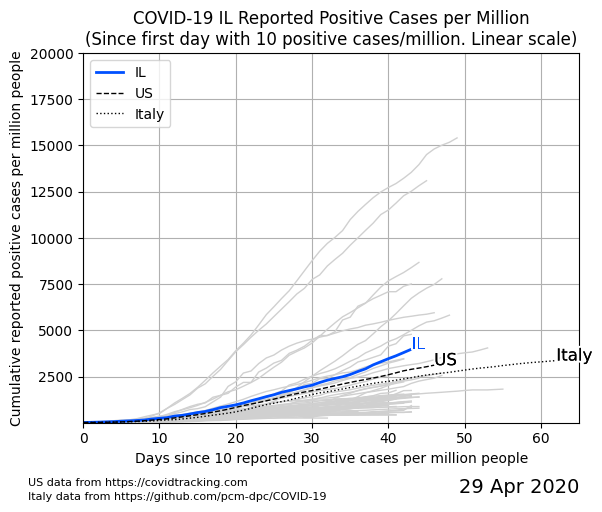 COVID-19 IL Reported Positive Cases per Million
(Since first day with 10 positive cases/million. Linear scale)
Cumulative reported positive cases per million people
20000
17500
15000
12500
10000
7500
5000
2500
IL
US
Italy
IL
US
Italy
0 10 20 30 40 50 60
Days since 10 reported positive cases per million people
US data from https://covidtracking.com
Italy data from https://github.com/pcm-dpc/COVID-19
29 Apr 2020